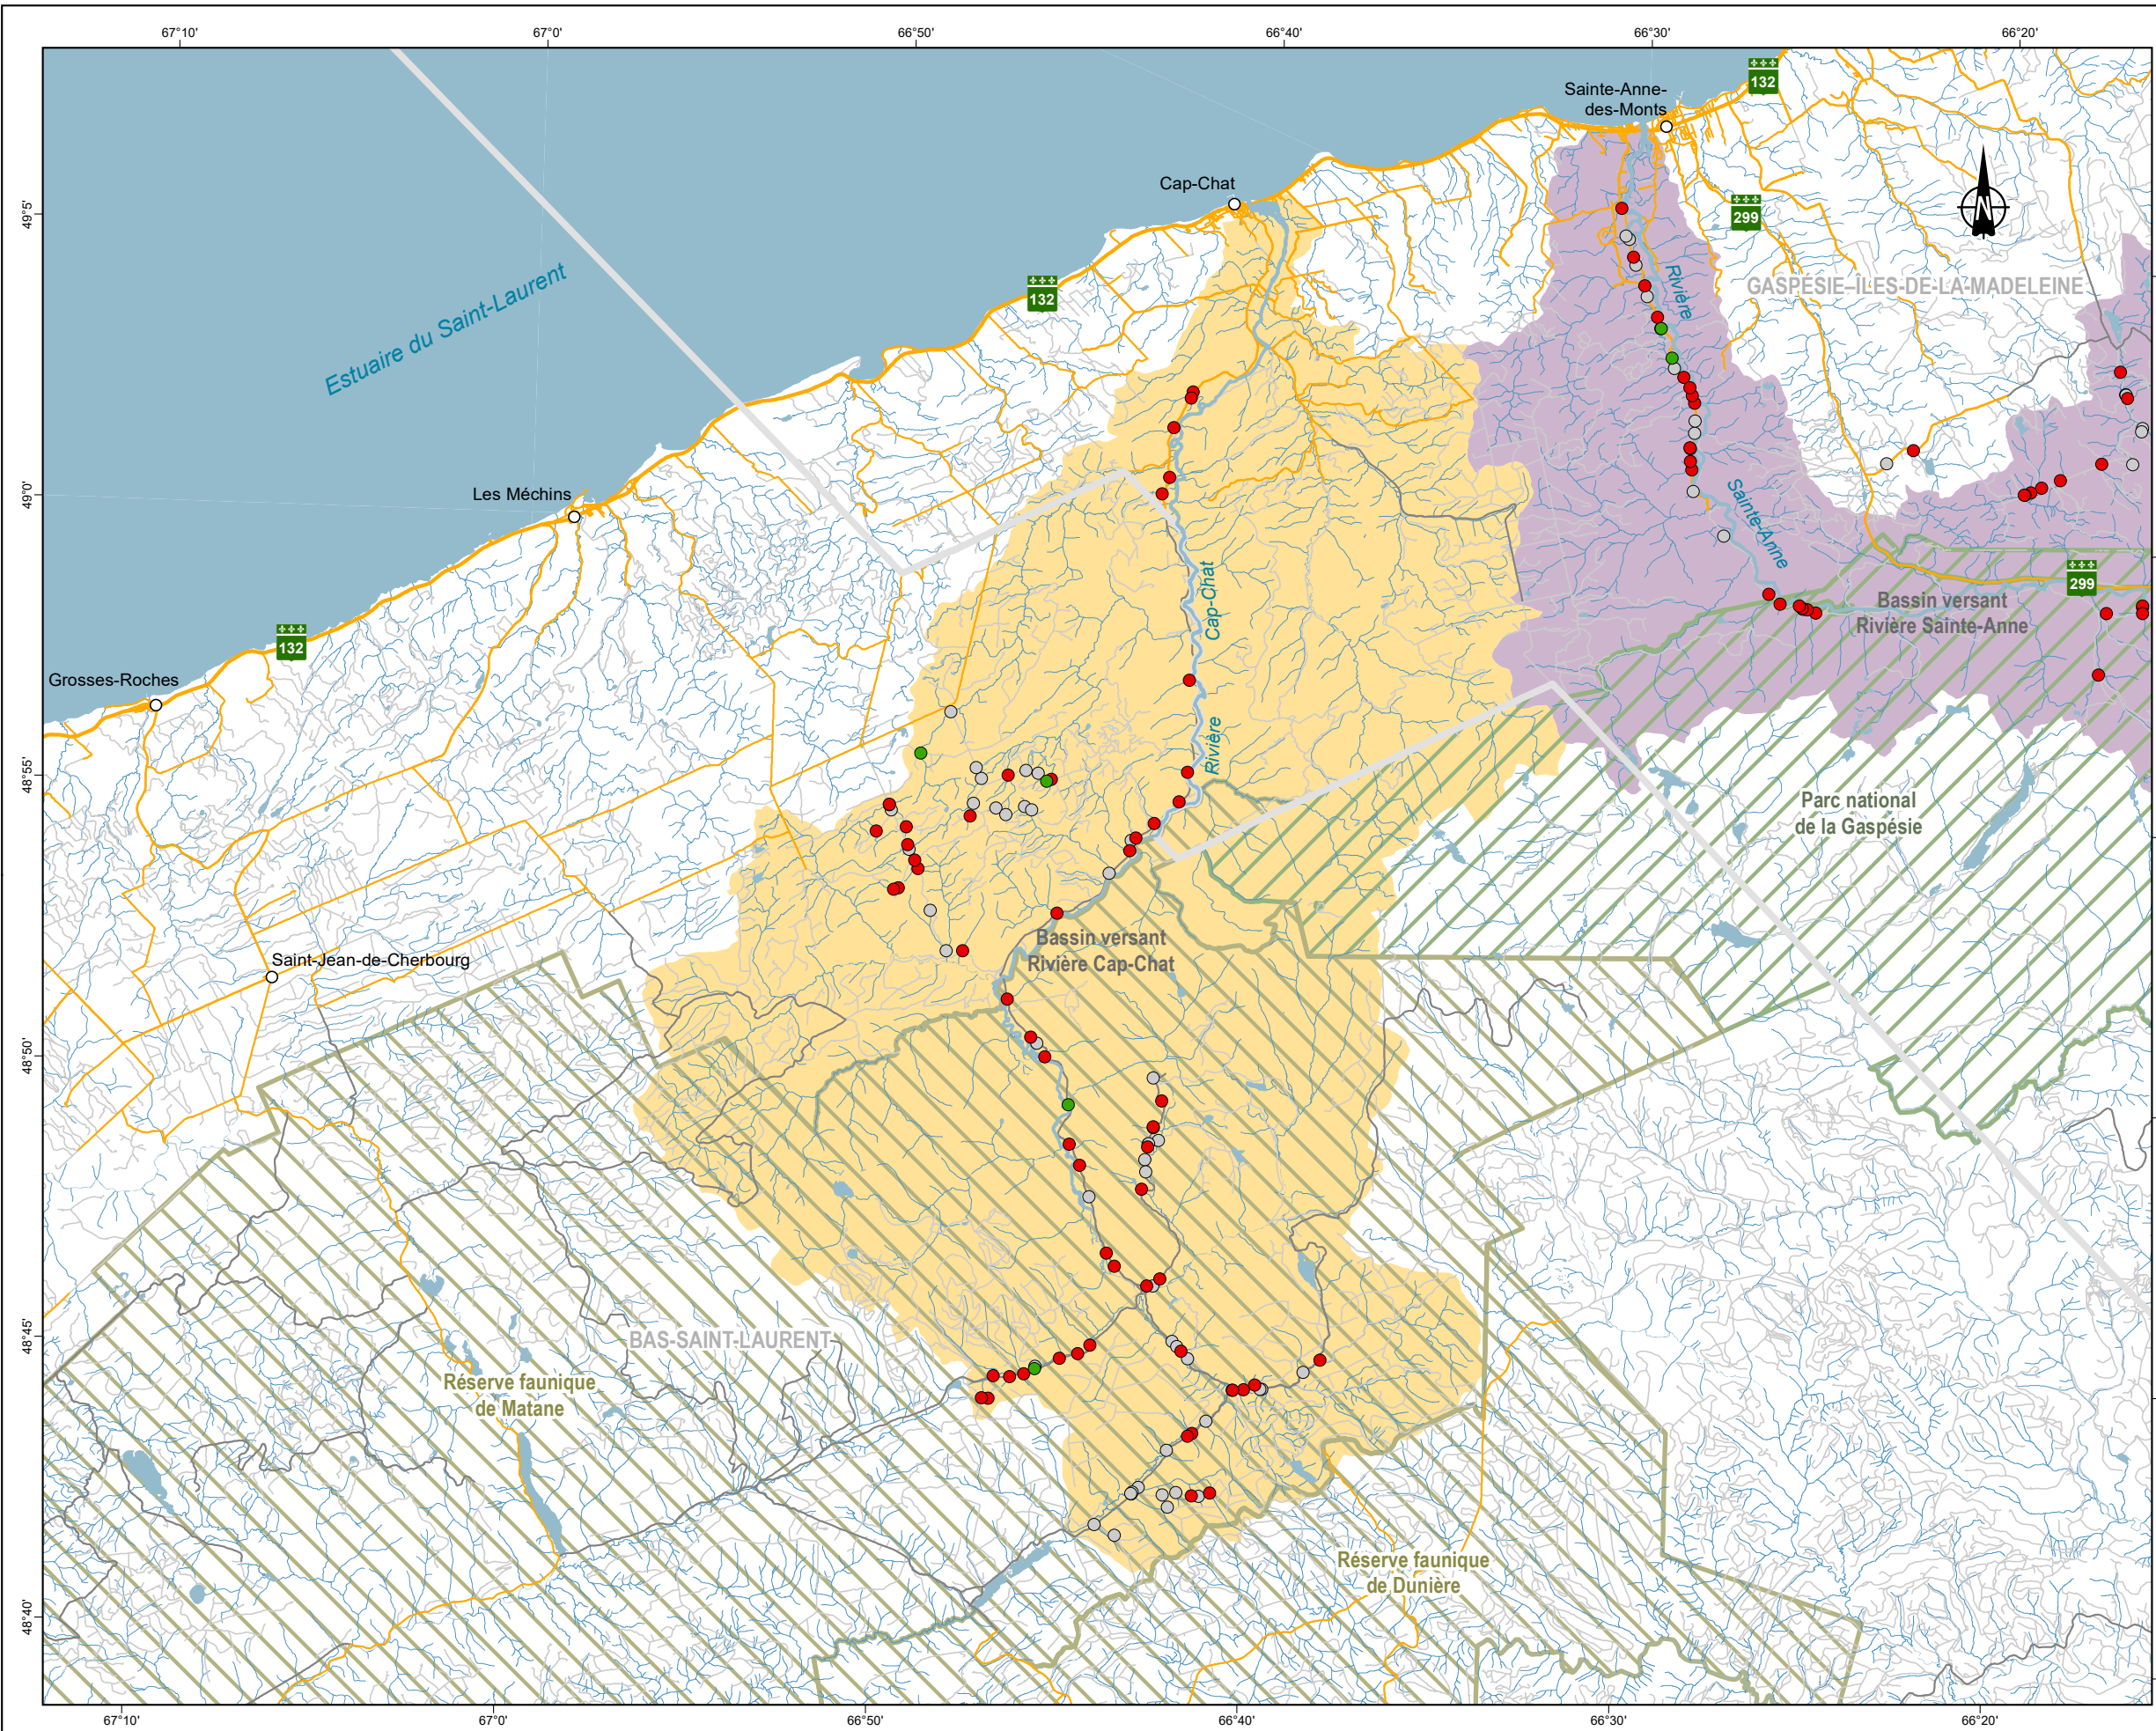 67°10'
67°0'
66°50'
66°40'
66°30'
66°20'
132
Sainte-Anne-
des-Monts
Cap-Chat
299
49°5'
N
Rivière
GASPÉSIE–ÎLES-DE-LA-MADELEINE
Estuaire du Saint-Laurent
132
Les Méchins
49°0'
Sainte-Anne
Cap-Chat
299
Bassin versant
Rivière Sainte-Anne
132
Grosses-Roches
Rivière
48°55'
Parc national
de la Gaspésie
Bassin versant
Rivière Cap-Chat
Saint-Jean-de-Cherbourg
48°50'
BAS-SAINT-LAURENT
48°45'
Réserve faunique
de Matane
Réserve faunique
de Dunière
48°40'
67°10'
67°0'
66°50'
66°40'
66°30'
66°20'